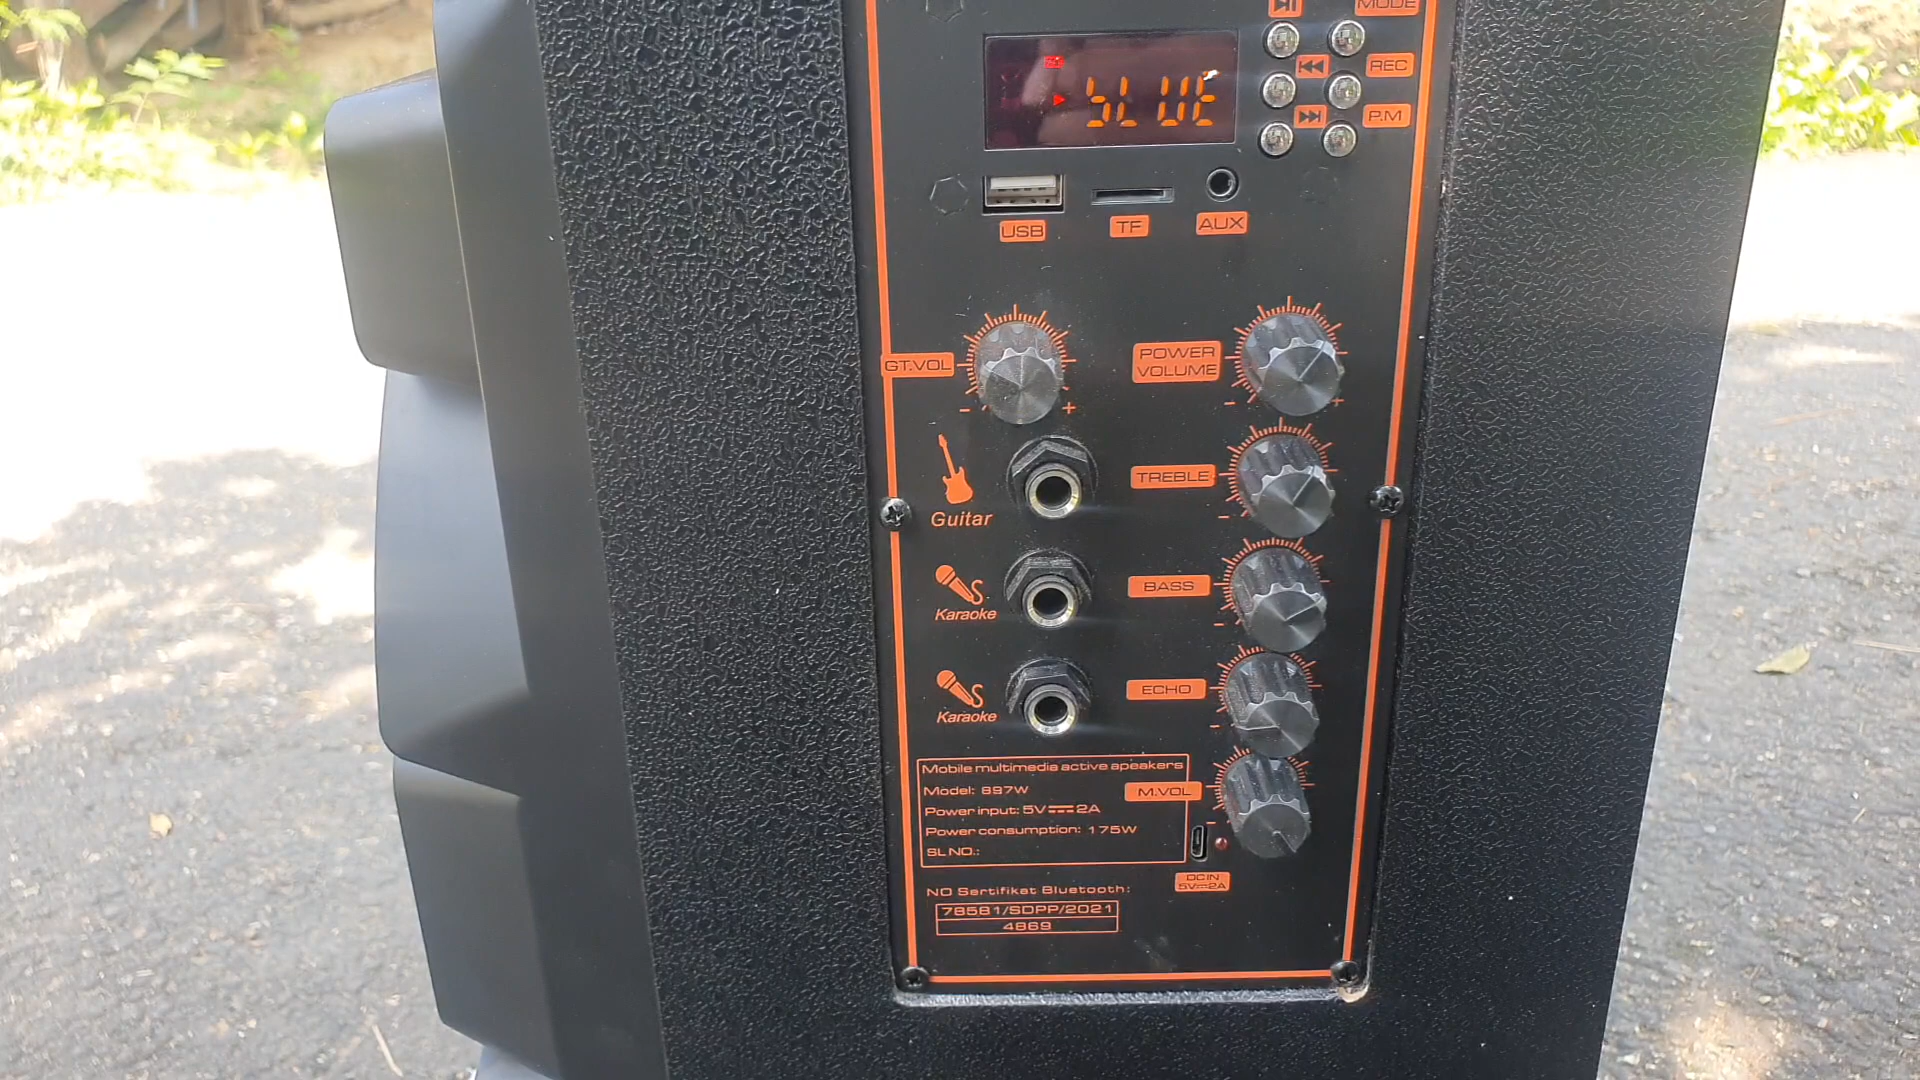 MODE
bLUE
REC
P.M
USB
TF
AUX
GT.VOL
POWER
VOLUME
- +
- +
Guitar
TREBLE
-
Karaoke
BASS
-
Karaoke
ECHO
-
Mobile multimedia active apeakers
Model: 897W
M.VOL
Power input: 5V 2A
-
Power consumption: 175W
SL NO.:
DC IN
5V 2A
NO Sertifikat Bluetooth:
78581/SDPP/2021
4869